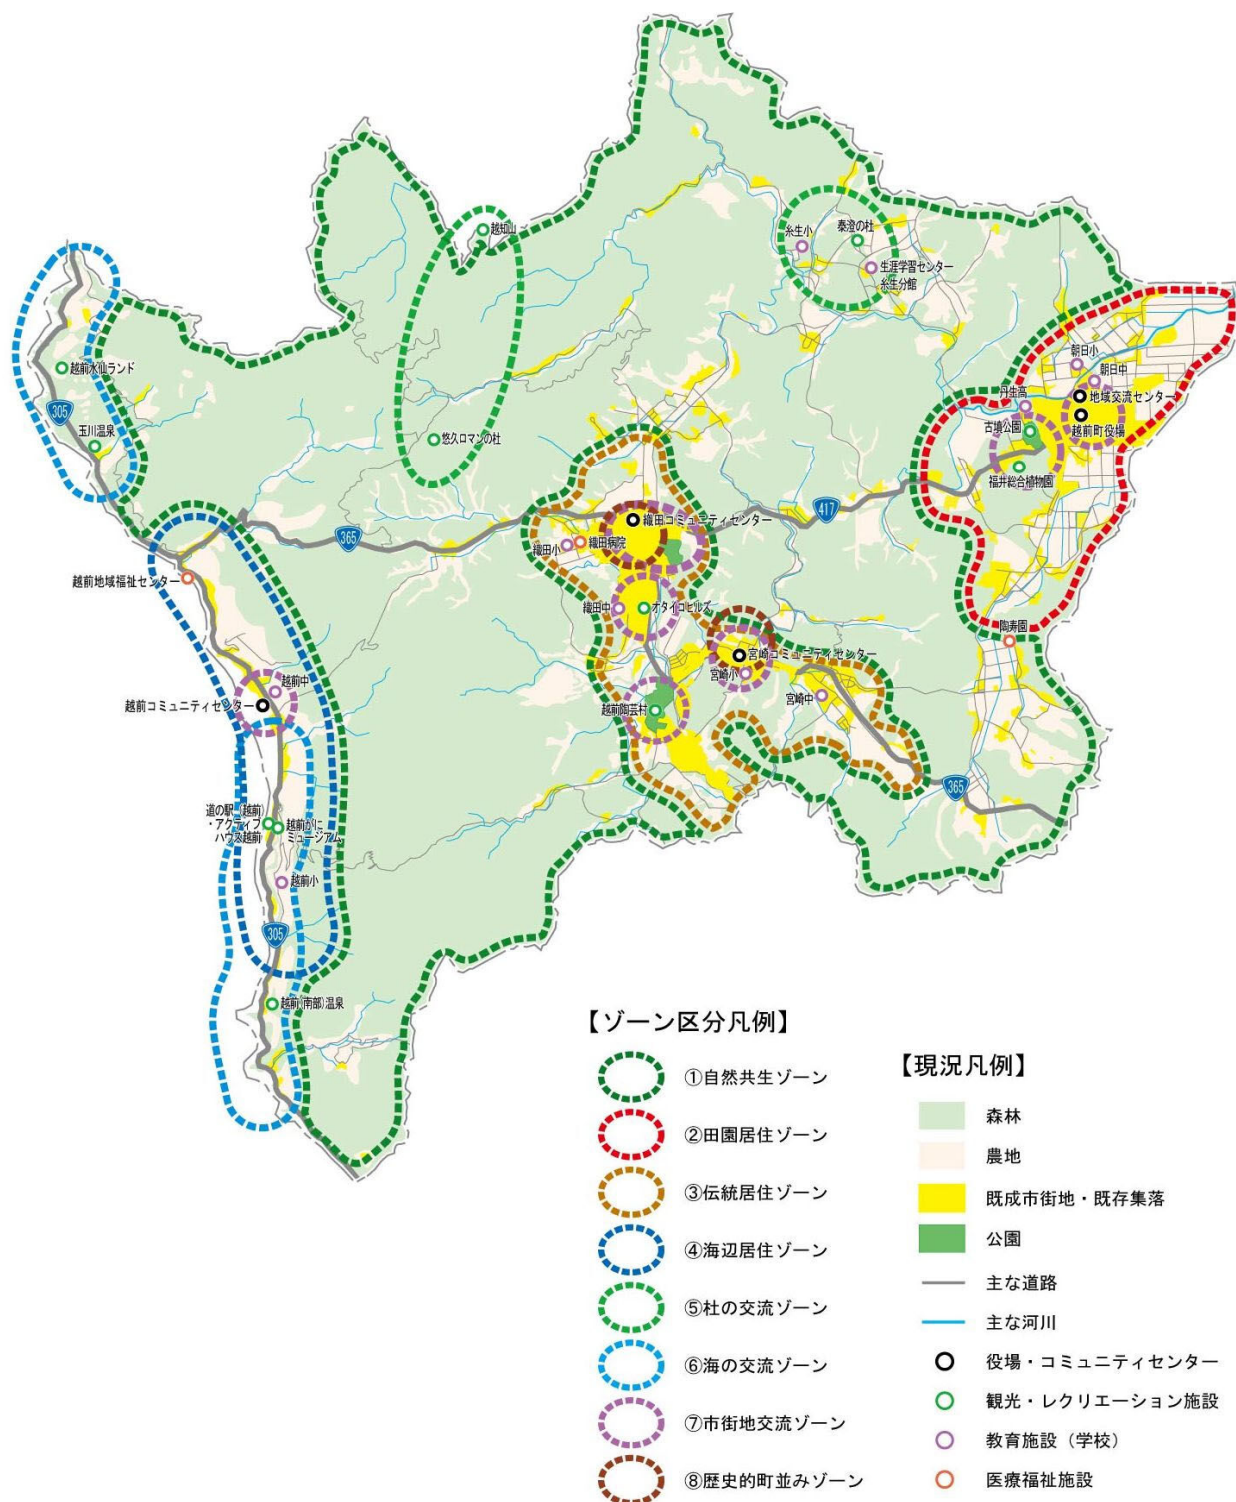 越知山
糸生小
泰澄の杜
生涯学習センター
糸生分館
越前水仙ランド
305
玉川温泉
悠久ロマンの杜
朝日小
朝日中
丹生高
地域交流センター
古墳公園
越前町役場
福井総合植物園
417
365
織田コミュニティセンター
織田小
織田病院
越前地域福祉センター
織田中
オタイコヒルズ
陶寿園
宮崎コミュニティセンター
宮崎小
宮崎中
越前中
越前コミュニティセンター
越前陶芸村
365
道の駅（越前）
・アクティブ
ハウス越前
越前がに
ミュージアム
越前小
305
越前（南部）温泉
【ゾーン区分凡例】
①自然共生ゾーン
②田園居住ゾーン
③伝統居住ゾーン
④海辺居住ゾーン
⑤杜の交流ゾーン
⑥海の交流ゾーン
⑦市街地交流ゾーン
⑧歴史的町並みゾーン
【現況凡例】
森林
農地
既成市街地・既存集落
公園
主な道路
主な河川
役場・コミュニティセンター
観光・レクリエーション施設
教育施設（学校）
医療福祉施設